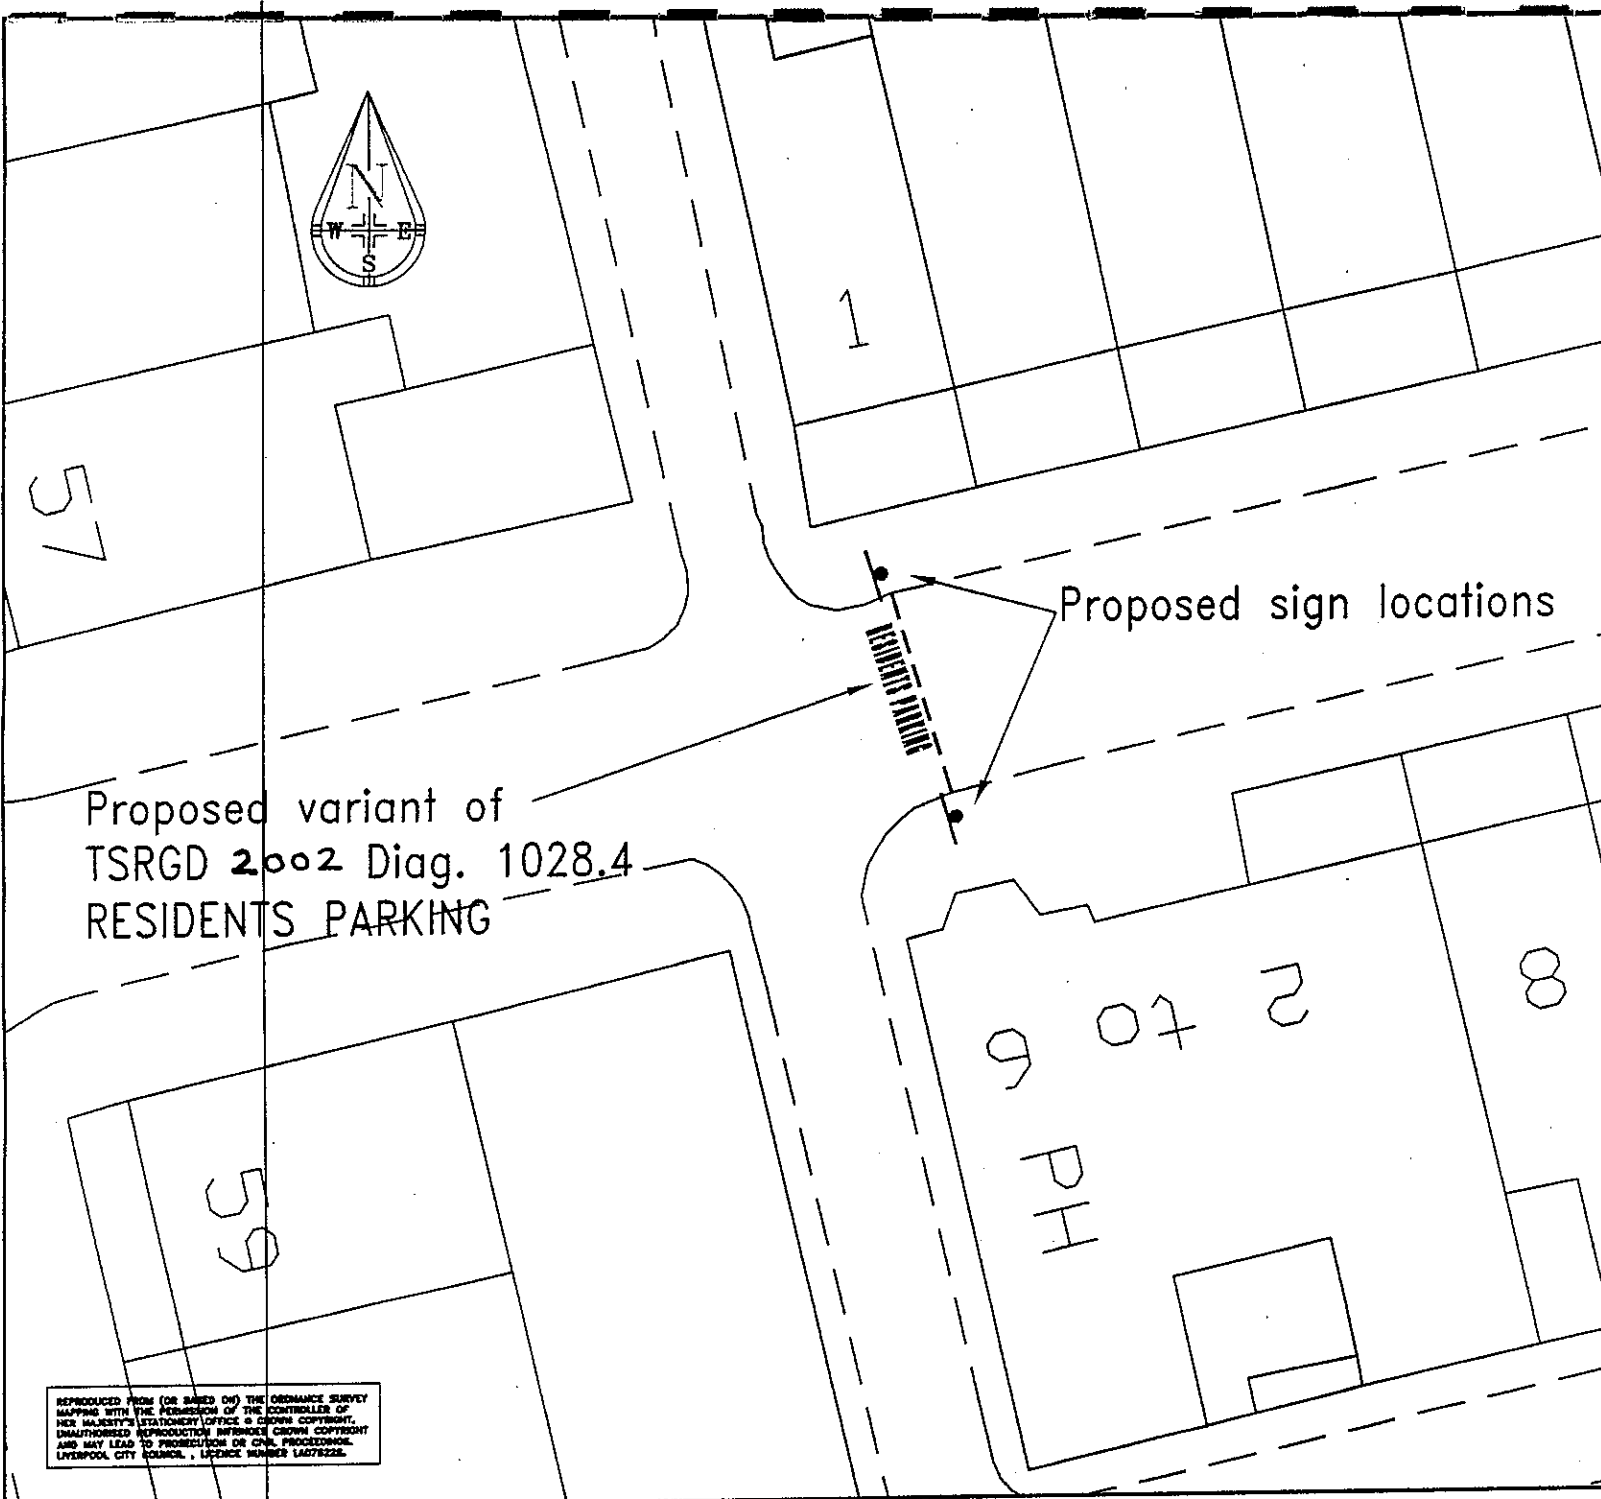 N
W E
S
1
57
Proposed sign locations
RESIDENTS PARKING
Proposed variant of
TSRGD 2002 Diag. 1028.4
RESIDENTS PARKING
2 to 6
PH
8
59
REPRODUCED FROM (OR BASED ON) THE ORDNANCE SURVEY
MAPPING WITH THE PERMISSION OF THE CONTROLLER OF
HER MAJESTY'S STATIONERY OFFICE © CROWN COPYRIGHT.
UNAUTHORISED REPRODUCTION INFRINGES CROWN COPYRIGHT
AND MAY LEAD TO PROSECUTION OR CIVIL PROCEEDINGS.
LIVERPOOL CITY COUNCIL , LICENCE NUMBER